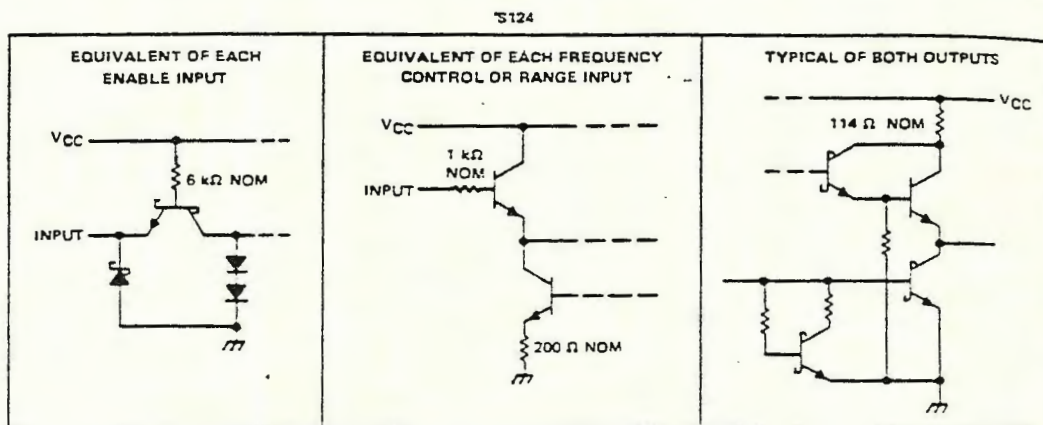 'S124
EQUIVALENT OF EACH
ENABLE INPUT
VCC
6 kΩ NOM
INPUT
EQUIVALENT OF EACH FREQUENCY
CONTROL OR RANGE INPUT
VCC
1 kΩ
NOM
INPUT
200 Ω NOM
TYPICAL OF BOTH OUTPUTS
VCC
114 Ω NOM